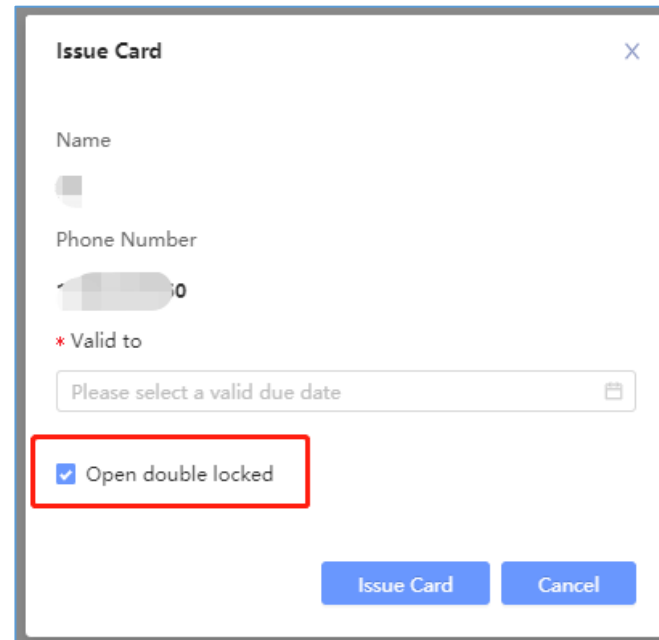 Issue Card
Name
Phone Number
* Valid to
Please select a valid due date
Open double locked
Issue Card Cancel